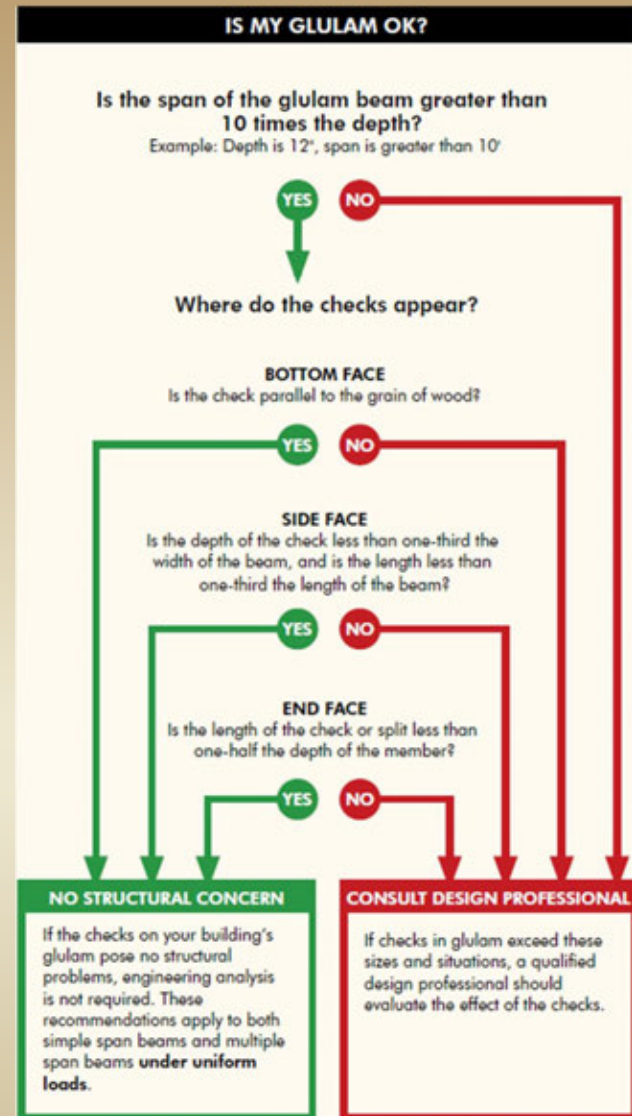 IS MY GLULAM OK?
Is the span of the glulam beam greater than
10 times the depth?
Example: Depth is 12", span is greater than 10'
YES NO
Where do the checks appear?
BOTTOM FACE
Is the check parallel to the grain of wood?
YES NO
SIDE FACE
Is the depth of the check less than one-third the
width of the beam, and is the length less than
one-third the length of the beam?
YES NO
END FACE
Is the length of the check or split less than
one-half the depth of the member?
YES NO
NO STRUCTURAL CONCERN
If the checks on your building's
glulam pose no structural
problems, engineering analysis
is not required. These
recommendations apply to both
simple span beams and multiple
span beams under uniform
loads.
CONSULT DESIGN PROFESSIONAL
If checks in glulam exceed these
sizes and situations, a qualified
design professional should
evaluate the effect of the checks.